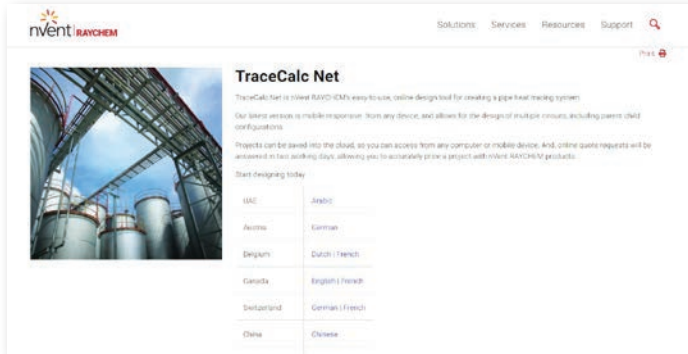 nVent RAYCHEM
Solutions Services Resources Support
Print
TraceCalc Net
TraceCalc Net is nVent RAYCHEM's easy to use, online design tool for creating a pipe heat tracing system.
Our latest version is mobile responsive from any device, and allows for the design of multiple circuits, including parent child
configurations.
Projects can be saved into the cloud, so you can access from any computer or mobile device. And, online quote requests will be
answered in two working days, allowing you to accurately price a project with nVent RAYCHEM products.
Start designing today
UAE Arabic
Austria German
Belgium Dutch | French
Canada English | French
Switzerland German | French
China Chinese